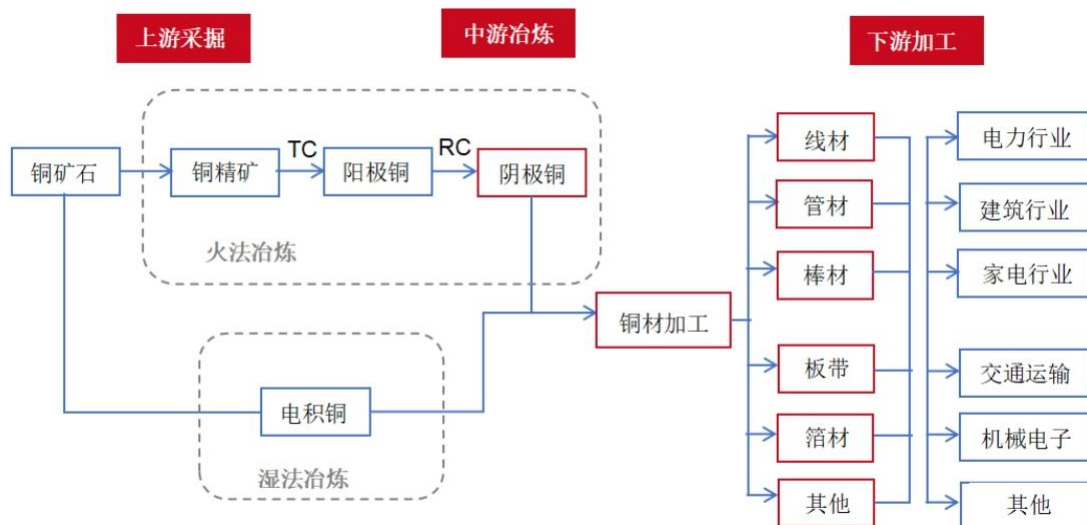 上游采掘
中游冶炼
下游加工
铜矿石
铜精矿
TC
阳极铜
RC
阴极铜
火法冶炼
电积铜
湿法冶炼
铜材加工
线材
管材
棒材
板带
箔材
其他
电力行业
建筑行业
家电行业
交通运输
机械电子
其他